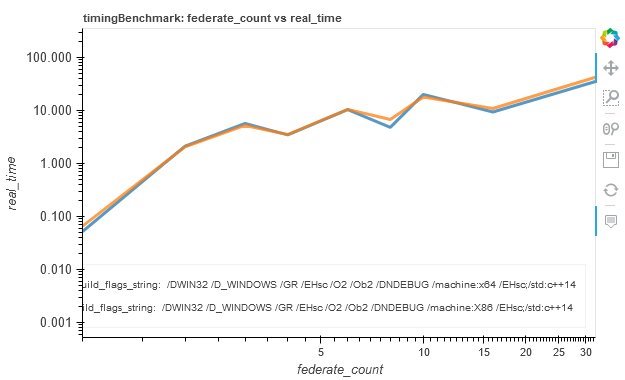 timingBenchmark: federate_count vs real_time
100.000
10.000
1.000
0.100
0.010
0.001
real_time
uild_flags_string: /DWIN32 /D_WINDOWS /GR /EHsc /O2 /Ob2 /DNDEBUG /machine:x64 /EHsc;/std:c++14
ild_flags_string: /DWIN32 /D_WINDOWS /GR /EHsc /O2 /Ob2 /DNDEBUG /machine:X86 /EHsc;/std:c++14
5 10 15 20 25 30
federate_count